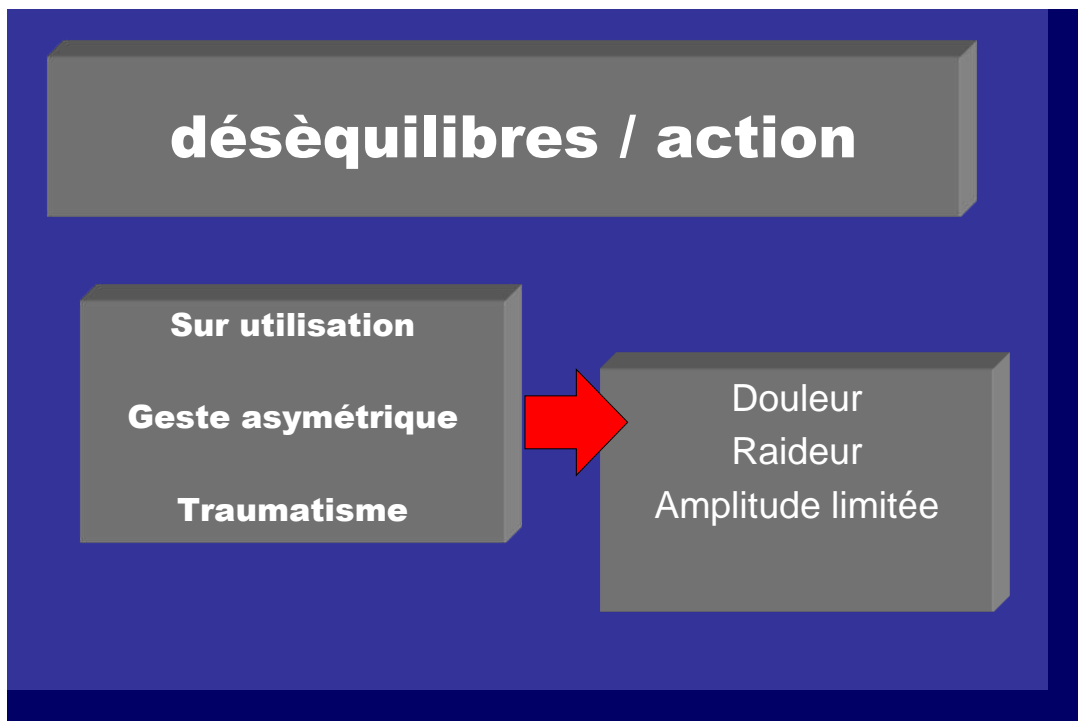 désèquilibres / action
Sur utilisation
Geste asymétrique
Traumatisme
Douleur
Raideur
Amplitude limitée